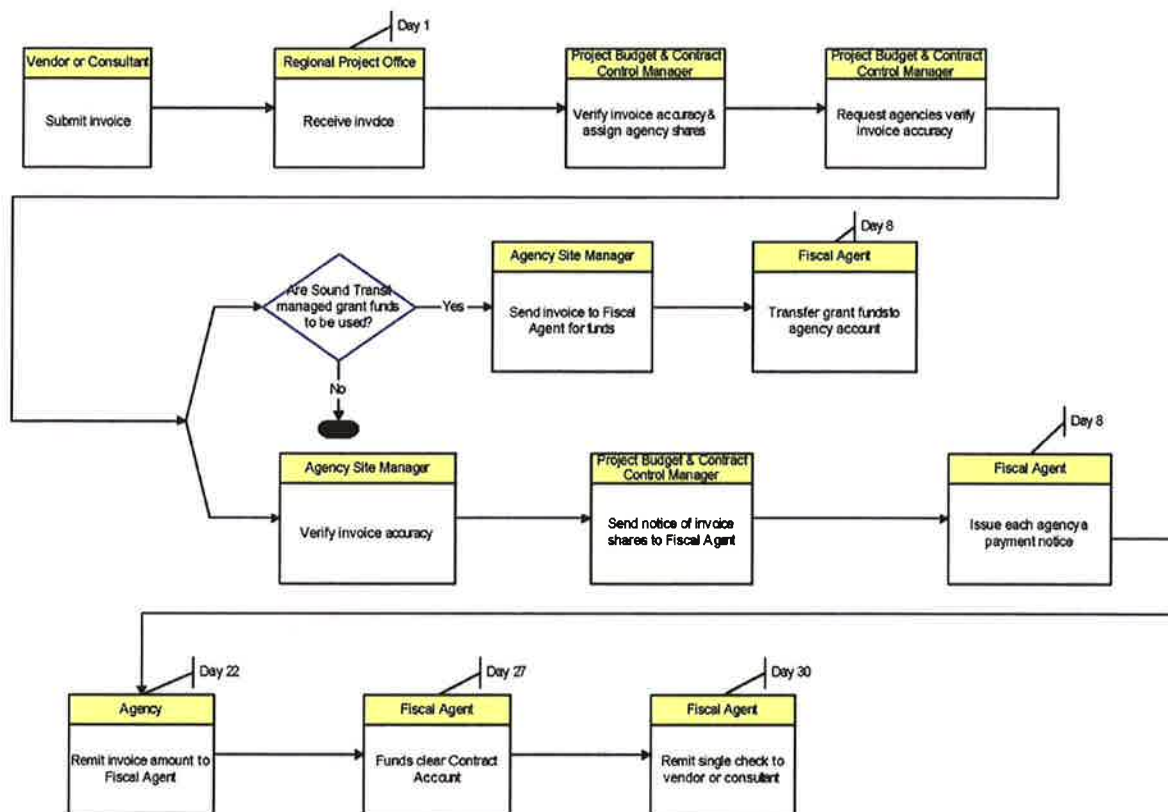 Day 1
Vendor or Consultant
Submit invoice
Regional Project Office
Receive invoice
Project Budget & Contract
Control Manager
Verify invoice accuracy &
assign agency shares
Project Budget & Contract
Control Manager
Request agencies verify
invoice accuracy
Are Sound Transit
managed grant funds
to be used?
Yes
No
Agency Site Manager
Send invoice to Fiscal
Agent for funds
Day 8
Fiscal Agent
Transfer grant funds to
agency account
Agency Site Manager
Verify invoice accuracy
Project Budget & Contract
Control Manager
Send notice of invoice
shares to Fiscal Agent
Day 8
Fiscal Agent
Issue each agency a
payment notice
Day 22
Agency
Remit invoice amount to
Fiscal Agent
Day 27
Fiscal Agent
Funds clear Contract
Account
Day 30
Fiscal Agent
Remit single check to
vendor or consultant